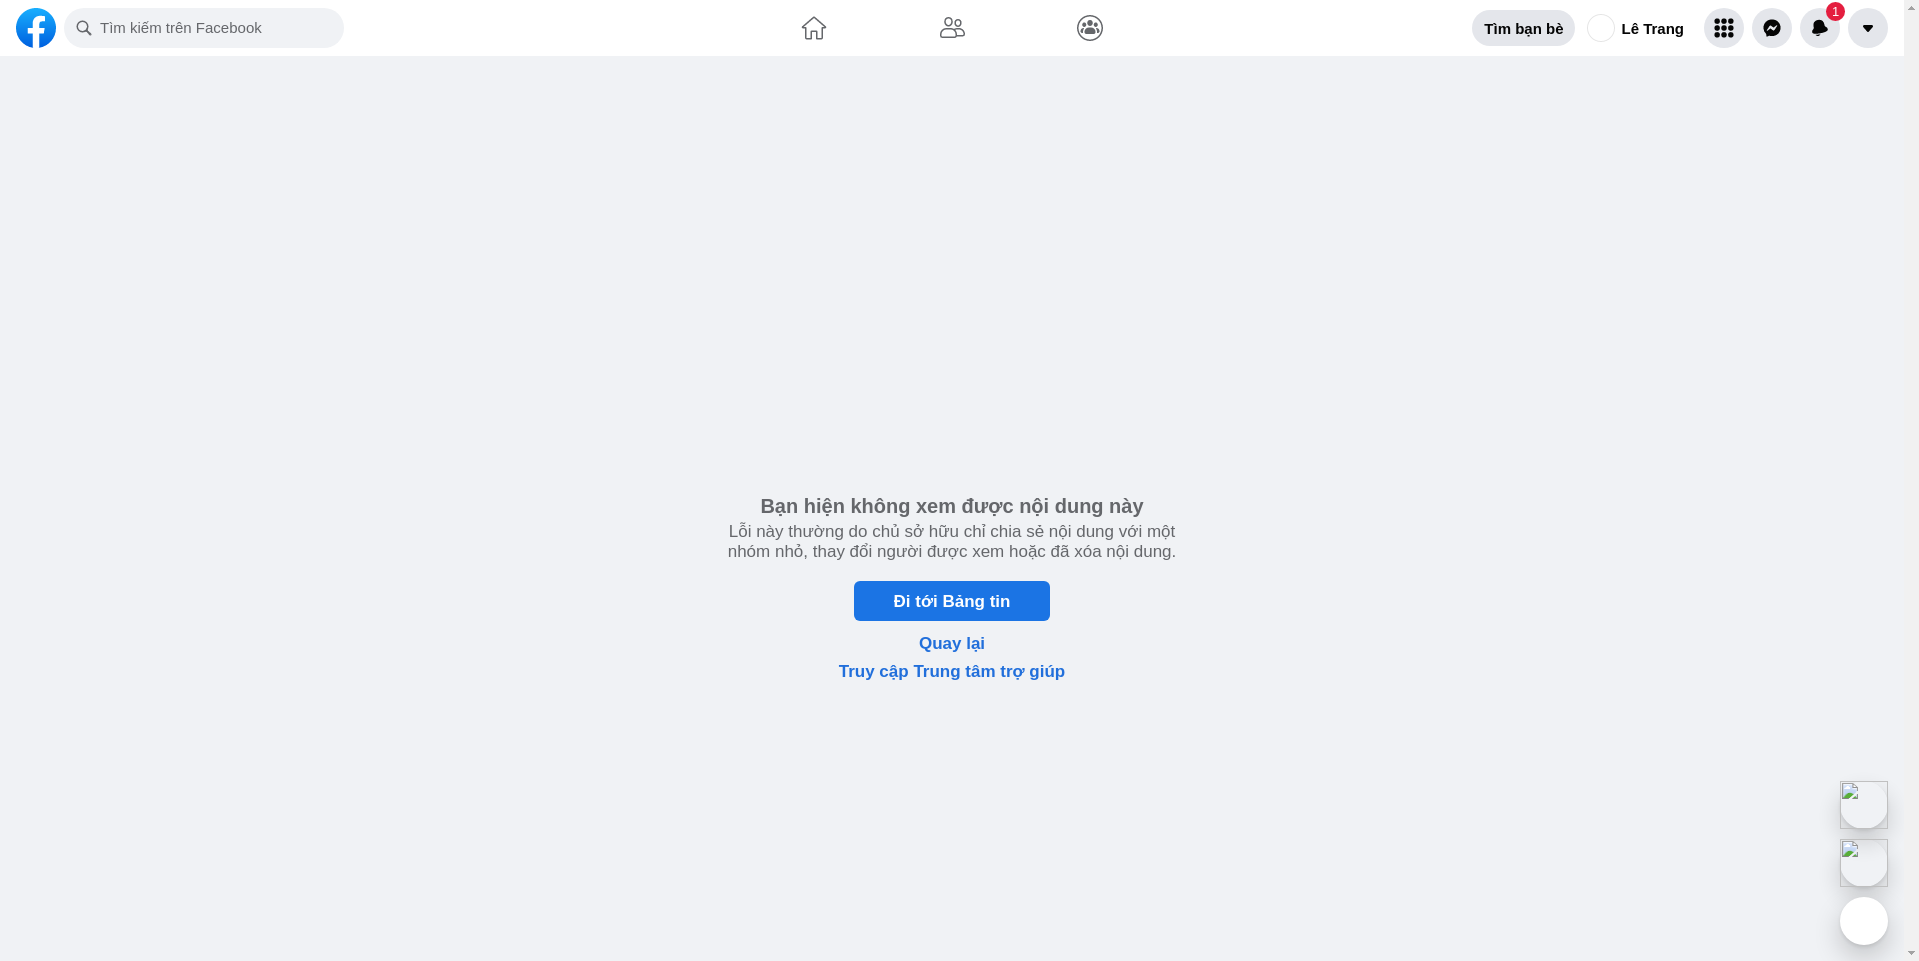 Tìm kiếm trên Facebook
Tìm bạn bè
Lê Trang
1
Bạn hiện không xem được nội dung này
Lỗi này thường do chủ sở hữu chỉ chia sẻ nội dung với một
nhóm nhỏ, thay đổi người được xem hoặc đã xóa nội dung.
Đi tới Bảng tin
Quay lại
Truy cập Trung tâm trợ giúp